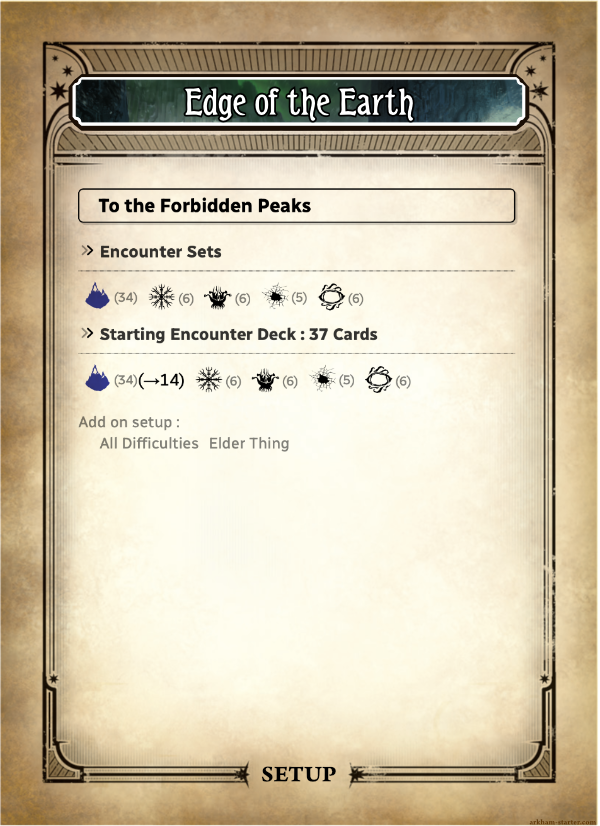 Edge of the Earth
To the Forbidden Peaks
Encounter Sets
(34) (6) (6) (5) (6)
Starting Encounter Deck : 37 Cards
(34)(→14) (6) (6) (5) (6)
Add on setup :
All Difficulties Elder Thing
SETUP
arkham-starter.com